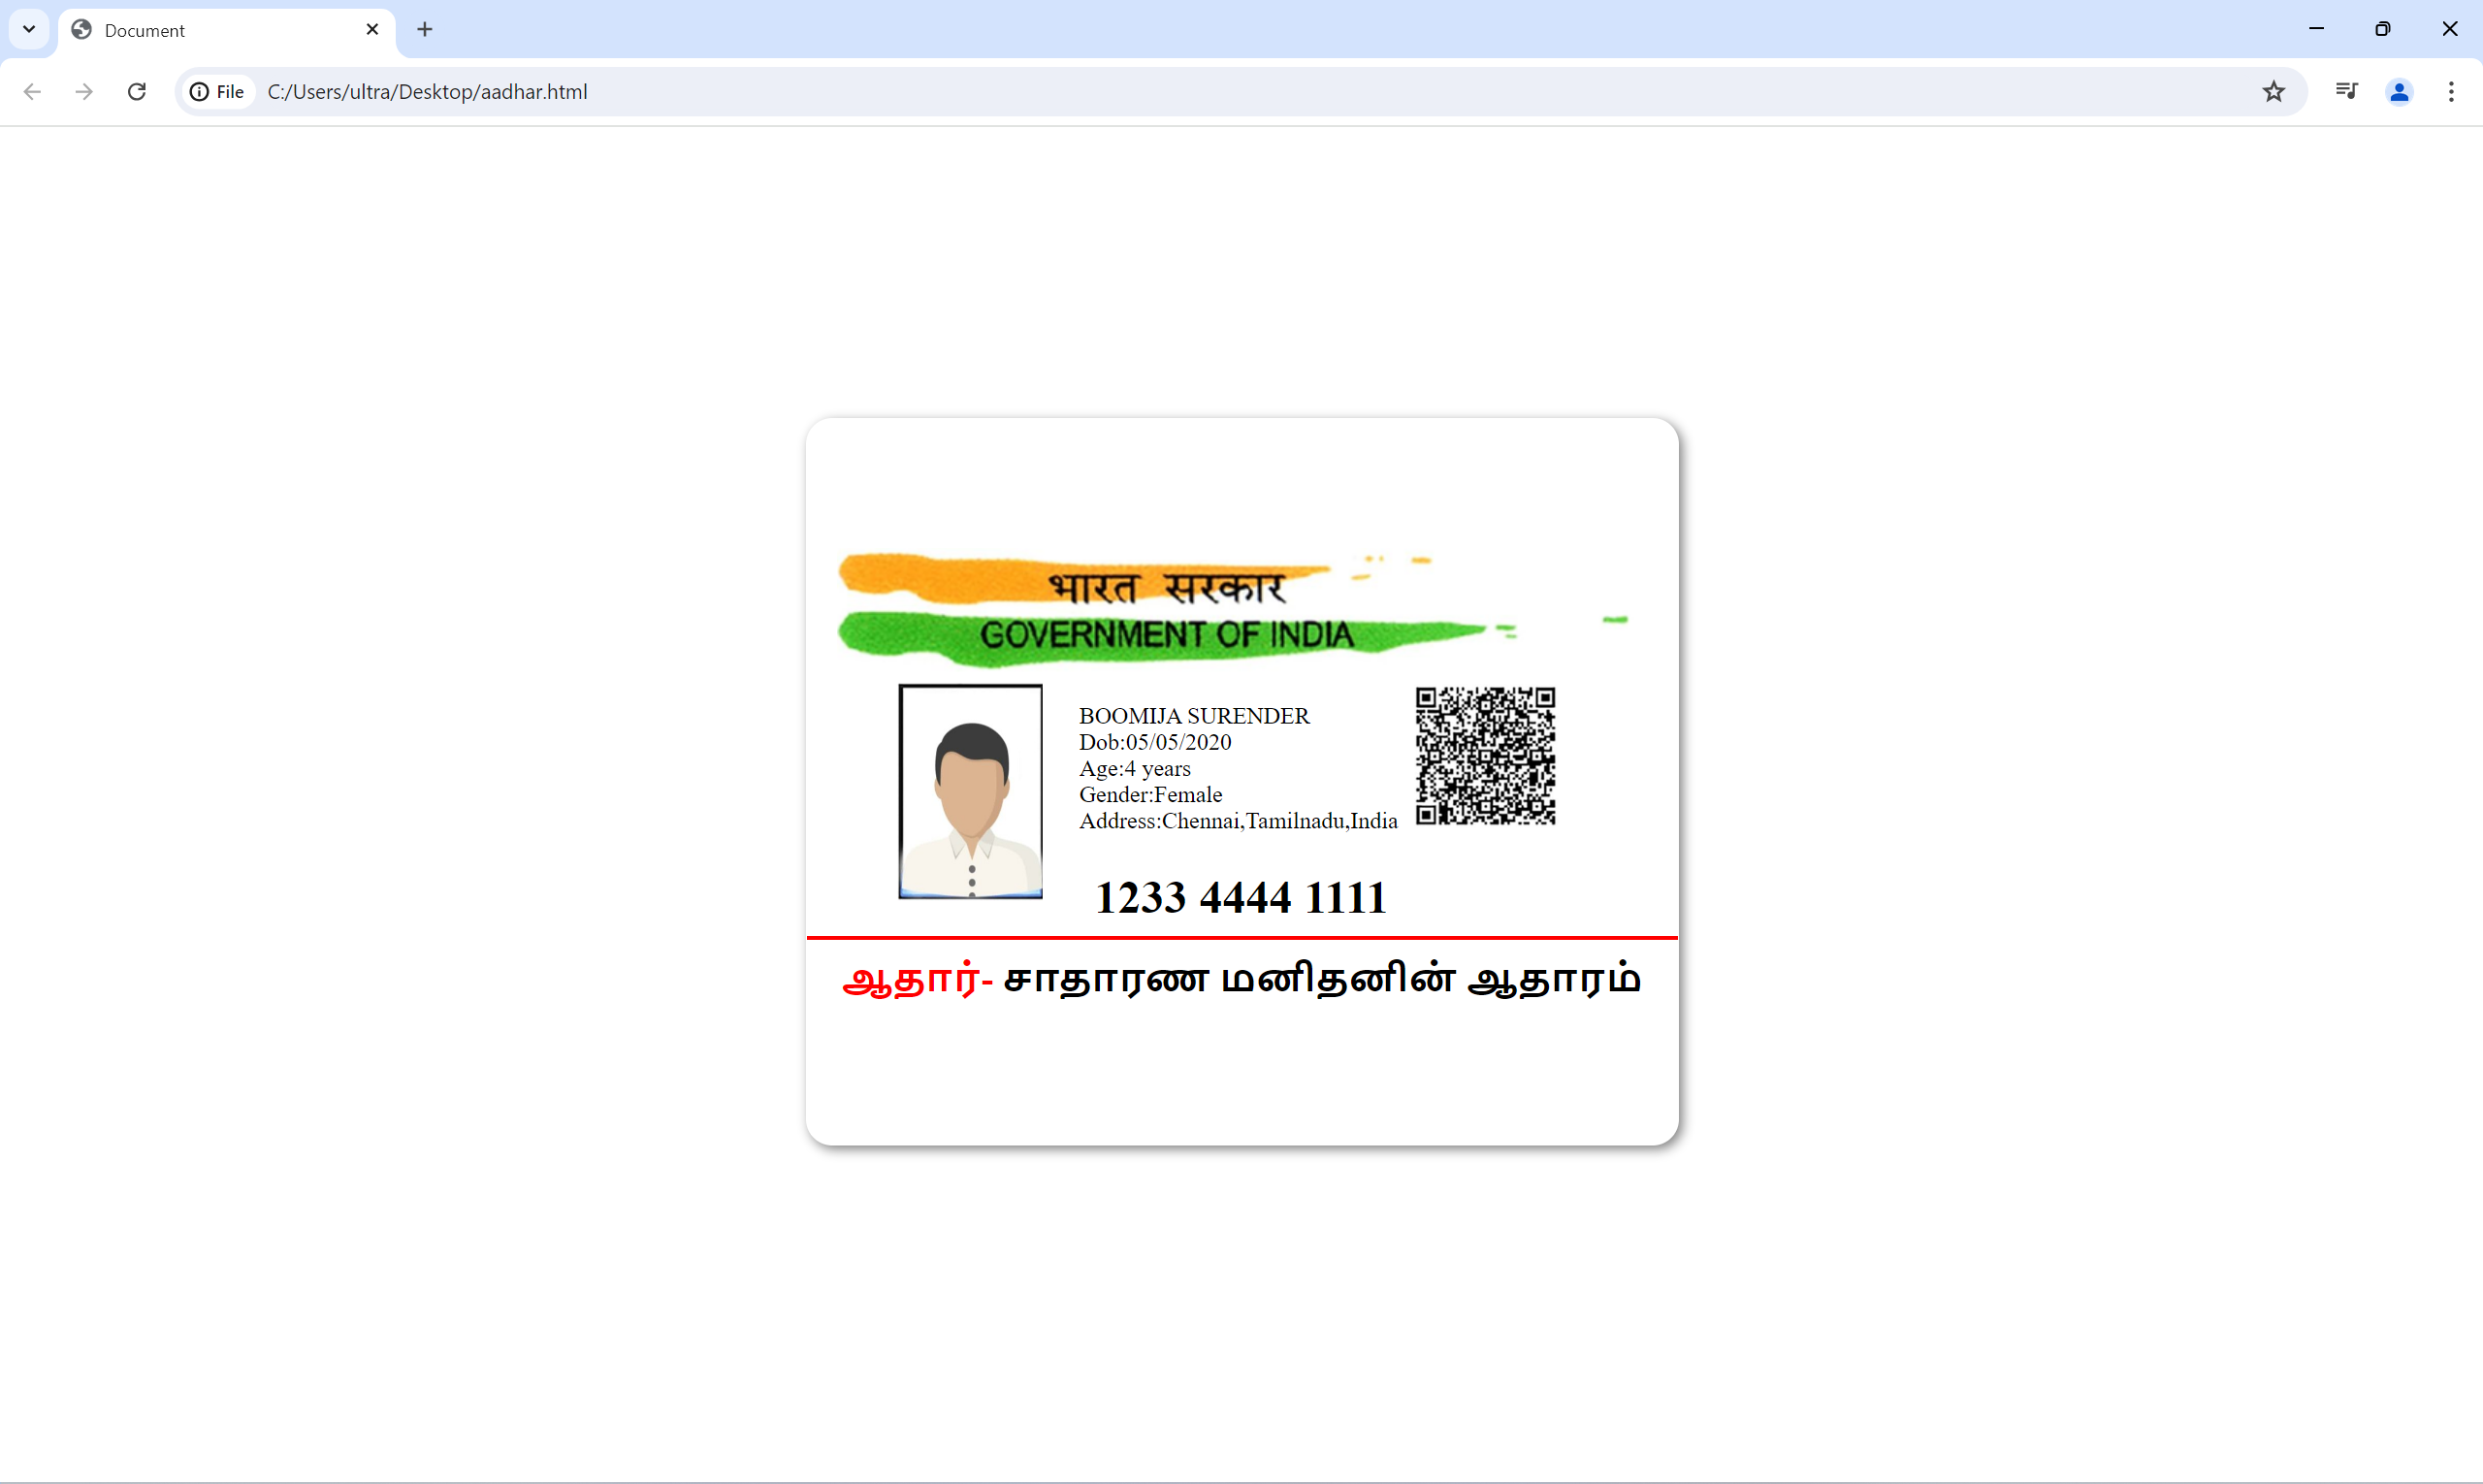 Document
File
C:/Users/ultra/Desktop/aadhar.html
भारत सरकार
GOVERNMENT OF INDIA
BOOMIJA SURENDER
Dob:05/05/2020
Age:4 years
Gender:Female
Address:Chennai,Tamilnadu,India
1233 4444 1111
ஆதார்- சாதாரண மனிதனின் ஆதாரம்